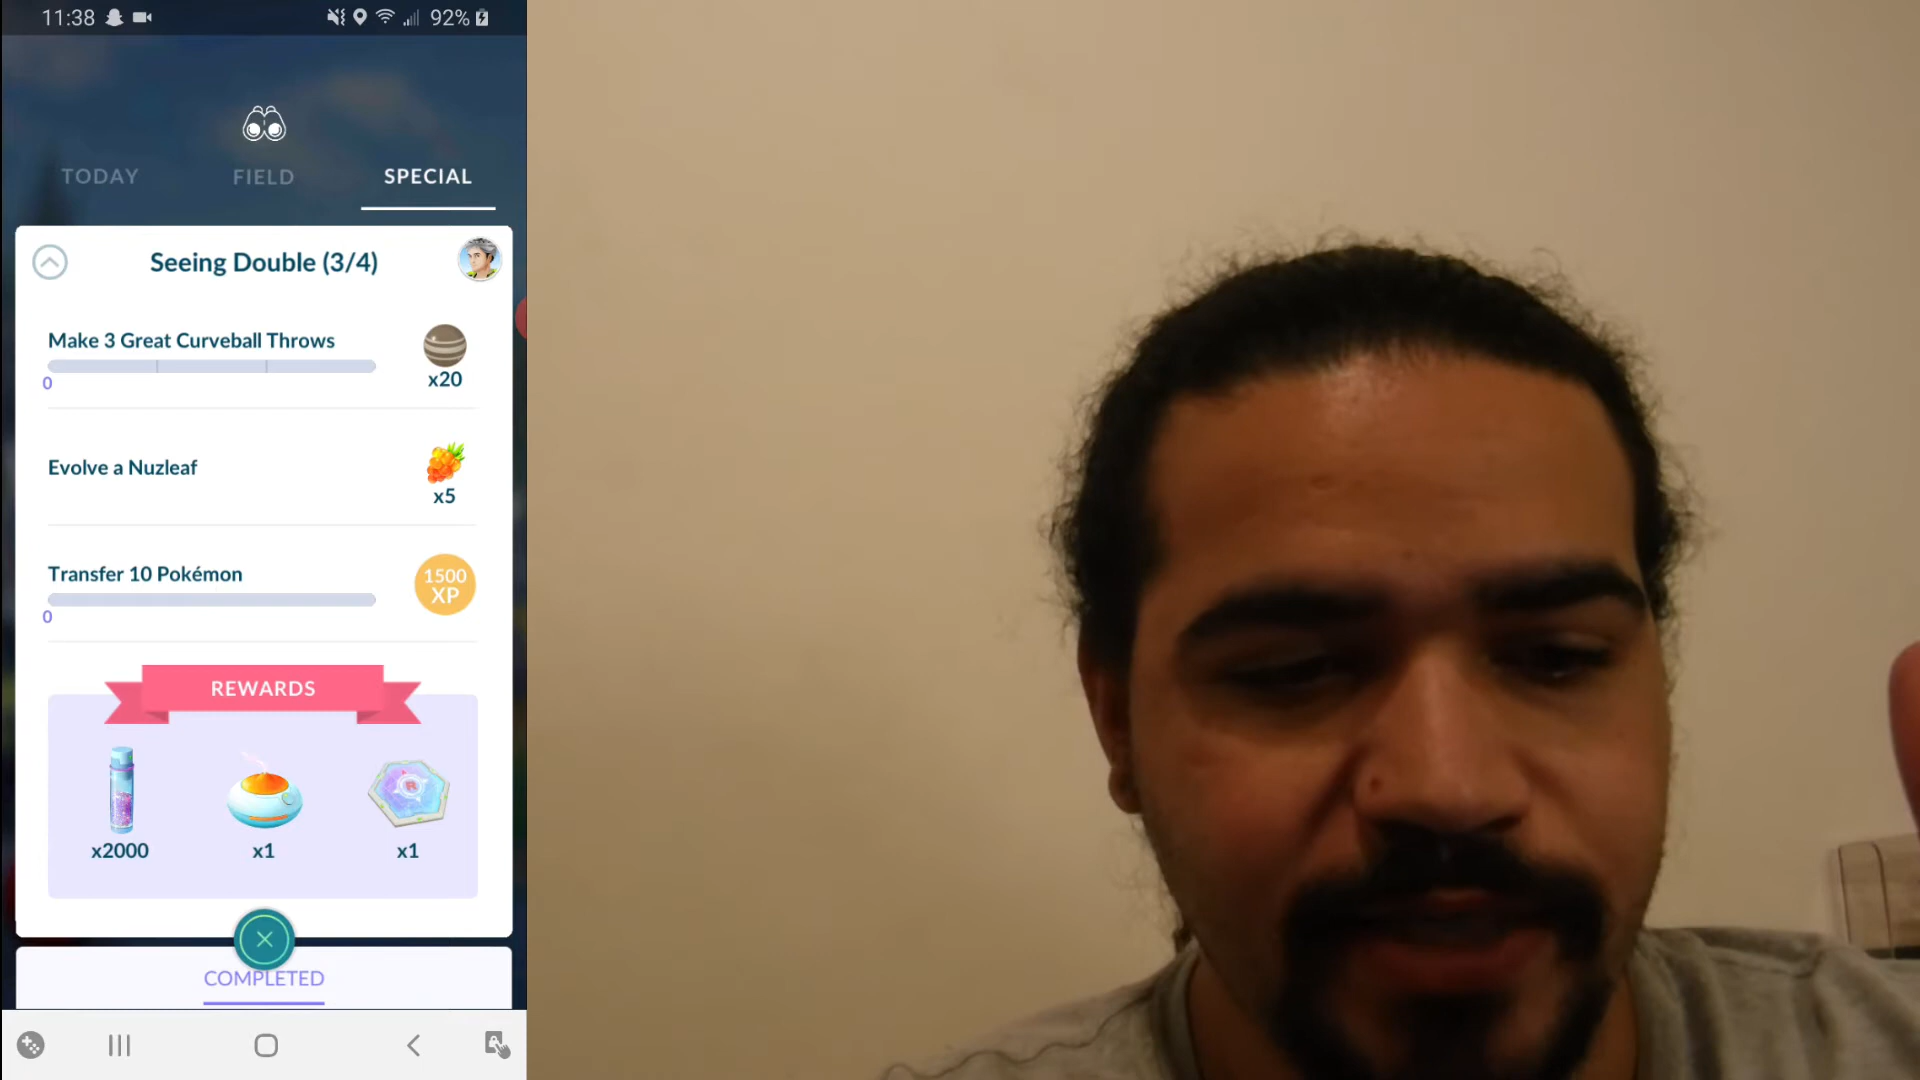 11:38
92%
TODAY
FIELD
SPECIAL
Seeing Double (3/4)
Make 3 Great Curveball Throws
0
x20
Evolve a Nuzleaf
x5
Transfer 10 Pokémon
0
1500
XP
REWARDS
x2000
x1
x1
COMPLETED